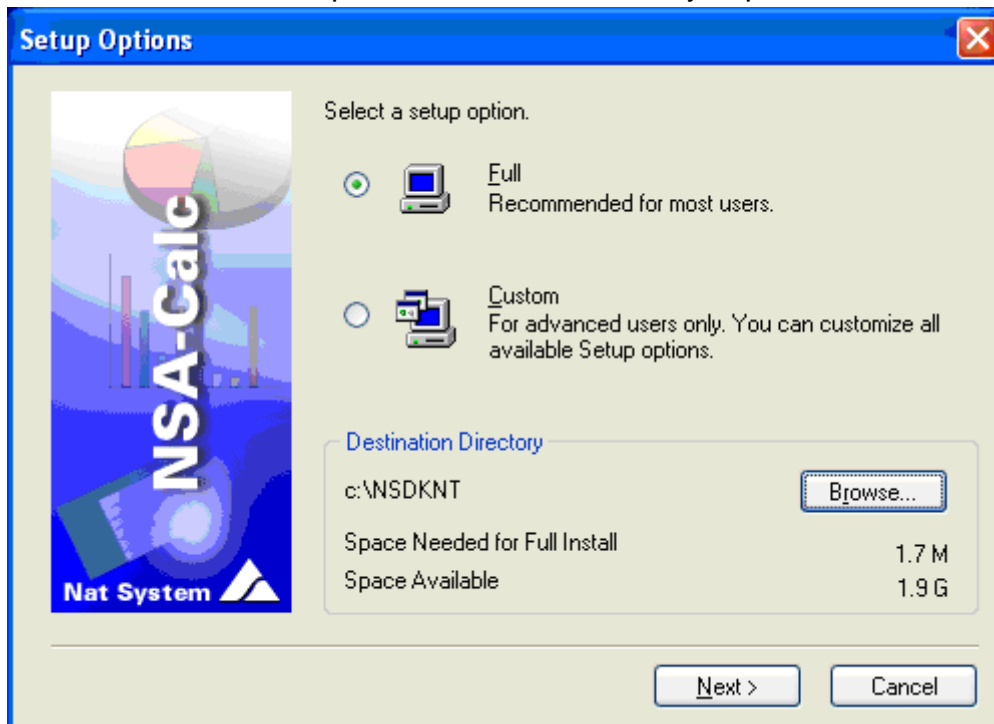 Setup Options
NSA-Calc
Nat System
Select a setup option.
Full
Recommended for most users.
Custom
For advanced users only. You can customize all
available Setup options.
Destination Directory
c:\NSDKNT
Browse...
Space Needed for Full Install 1.7 M
Space Available 1.9 G
Next >
Cancel